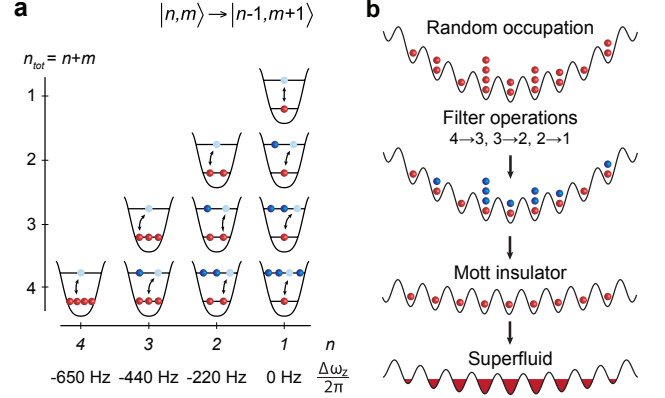 a
|n,m⟩→|n-1,m+1⟩
n_tot = n+m
1
2
3
4
4 3 2 1 n
-650 Hz -440 Hz -220 Hz 0 Hz Δω_z/2π
b
Random occupation
Filter operations
4→3, 3→2, 2→1
Mott insulator
Superfluid